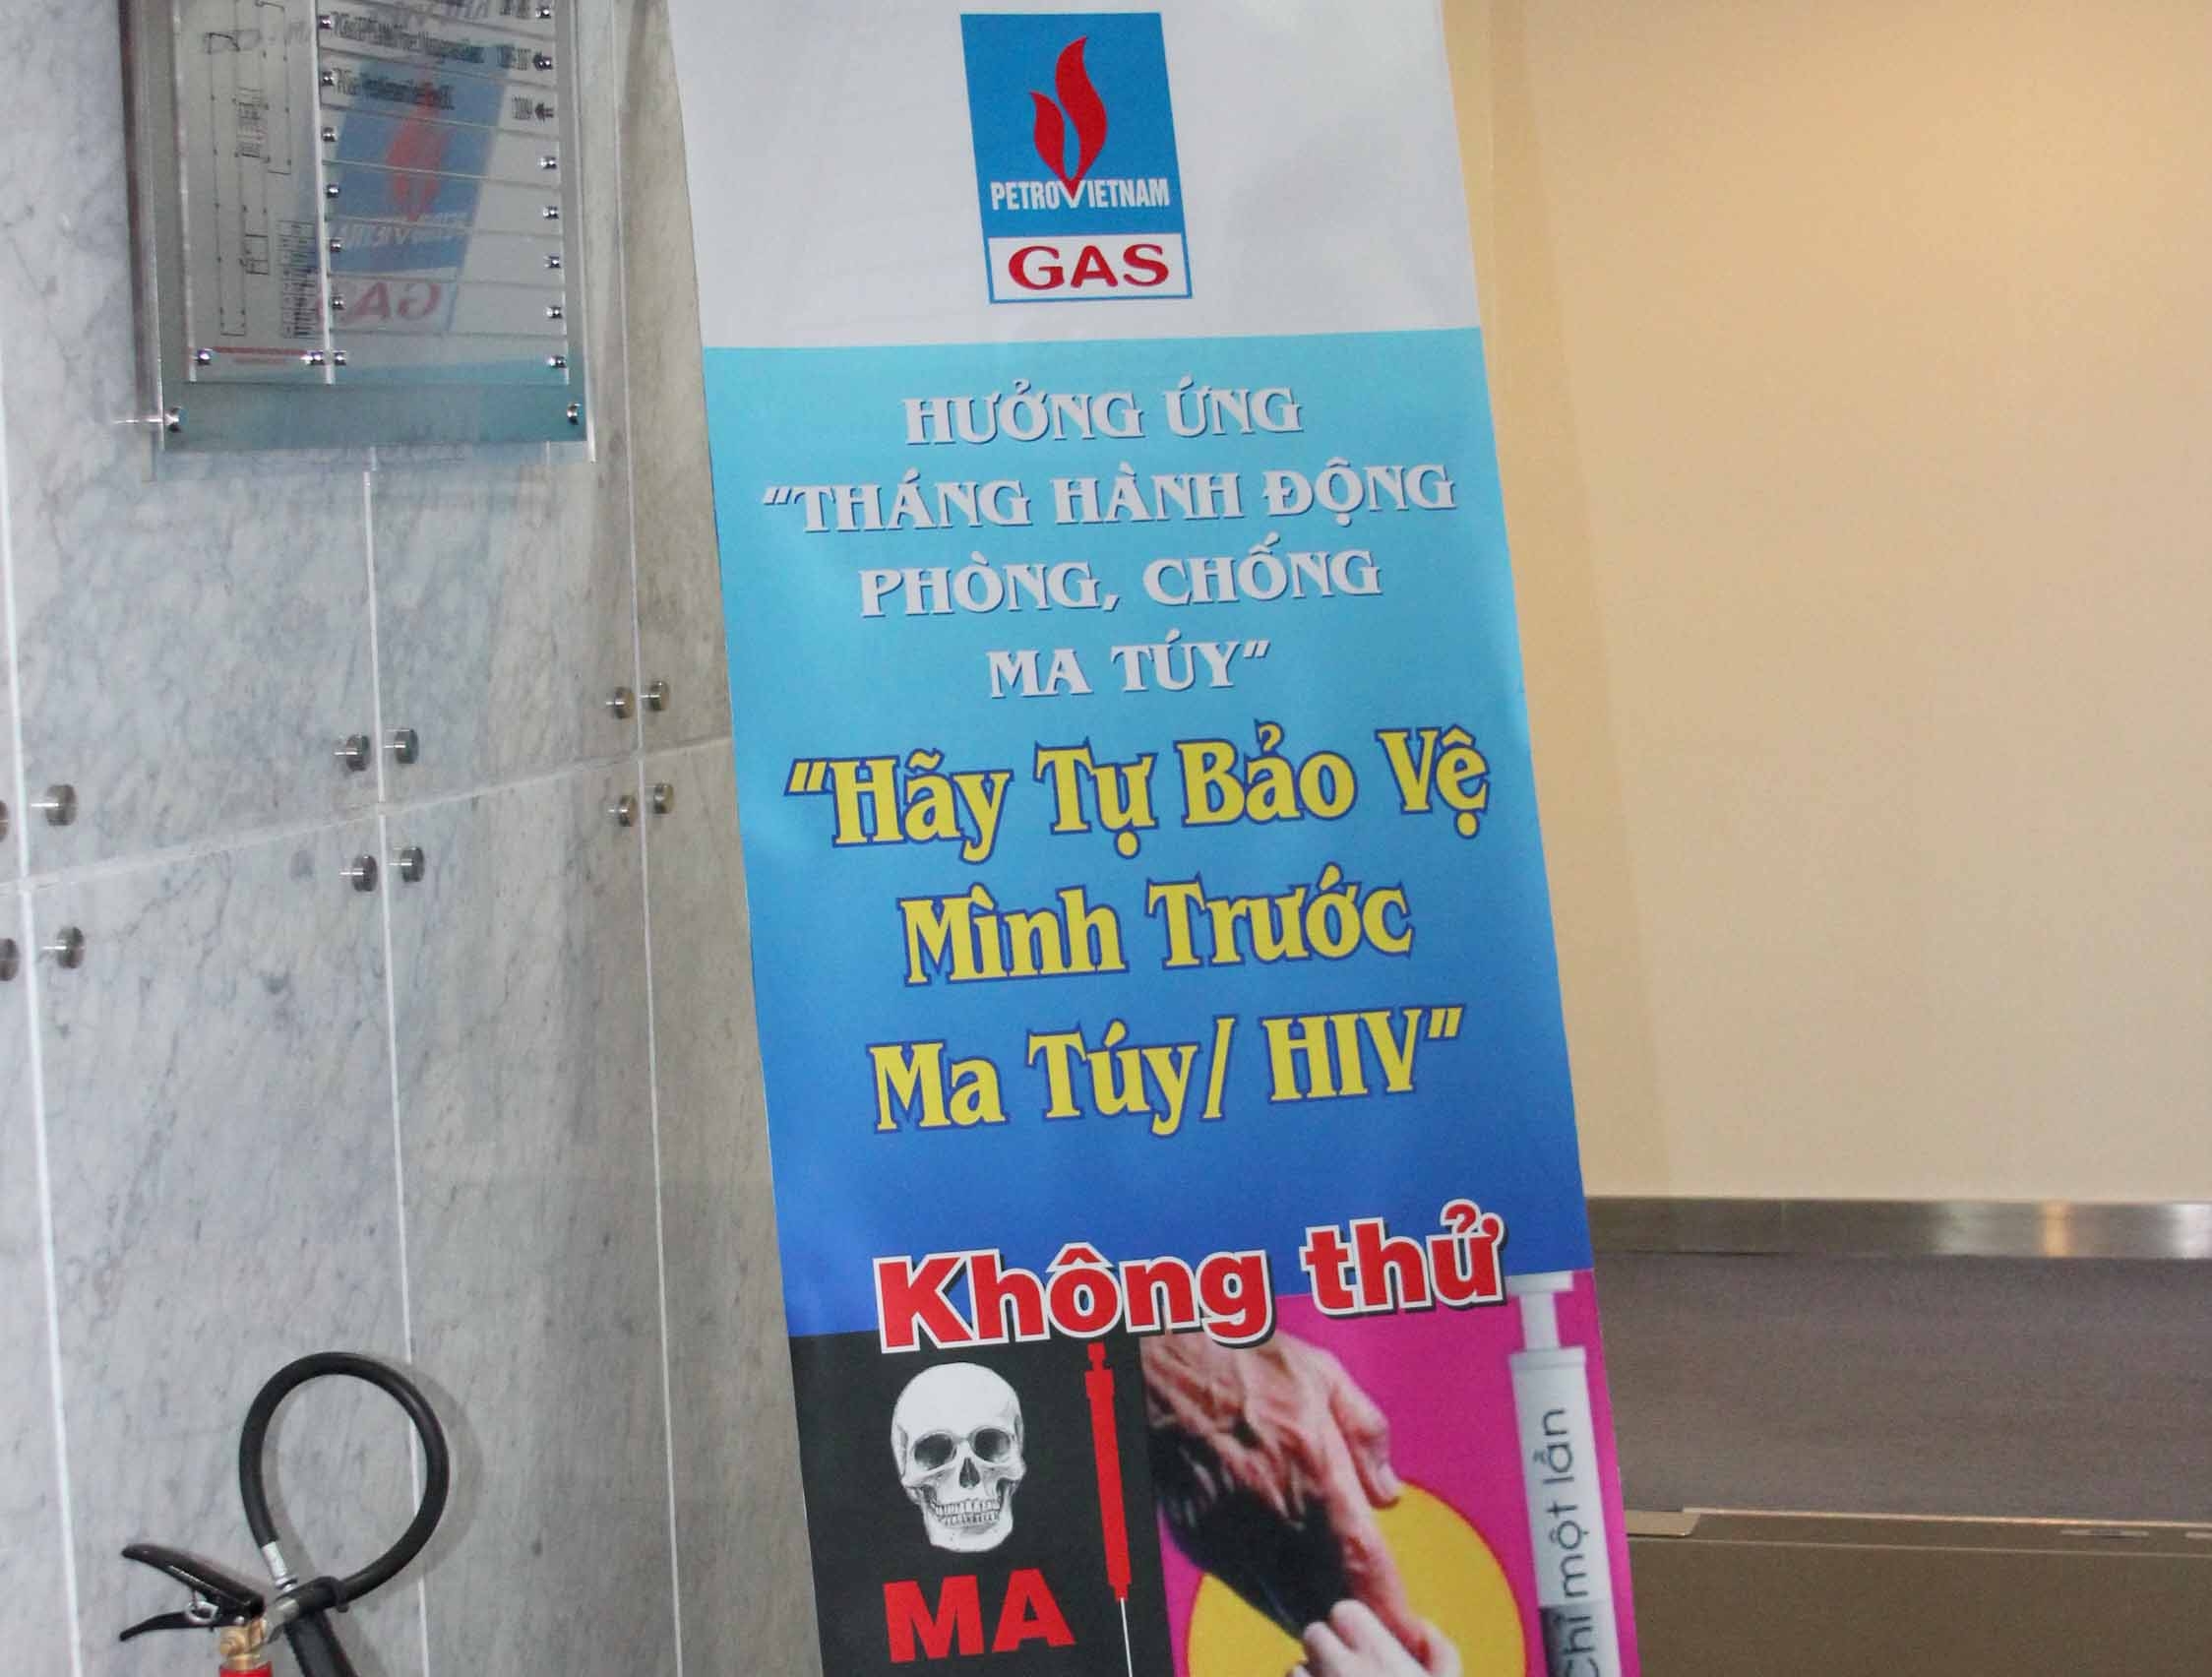 PETROVIETNAM
GAS
HƯỞNG ỨNG
"THÁNG HÀNH ĐỘNG
PHÒNG, CHỐNG
MA TÚY"
"Hãy Tự Bảo Vệ
Mình Trước
Ma Túy/ HIV"
Không thử
MA
Chỉ một lần